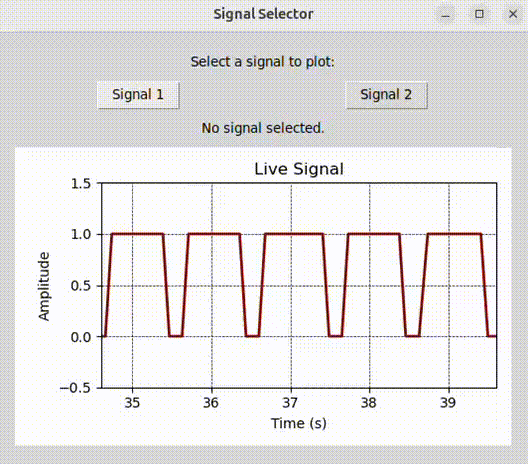 Signal Selector
Select a signal to plot:
Signal 1 Signal 2
No signal selected.
Live Signal
1.5
1.0
0.5
0.0
−0.5
Amplitude
35 36 37 38 39
Time (s)